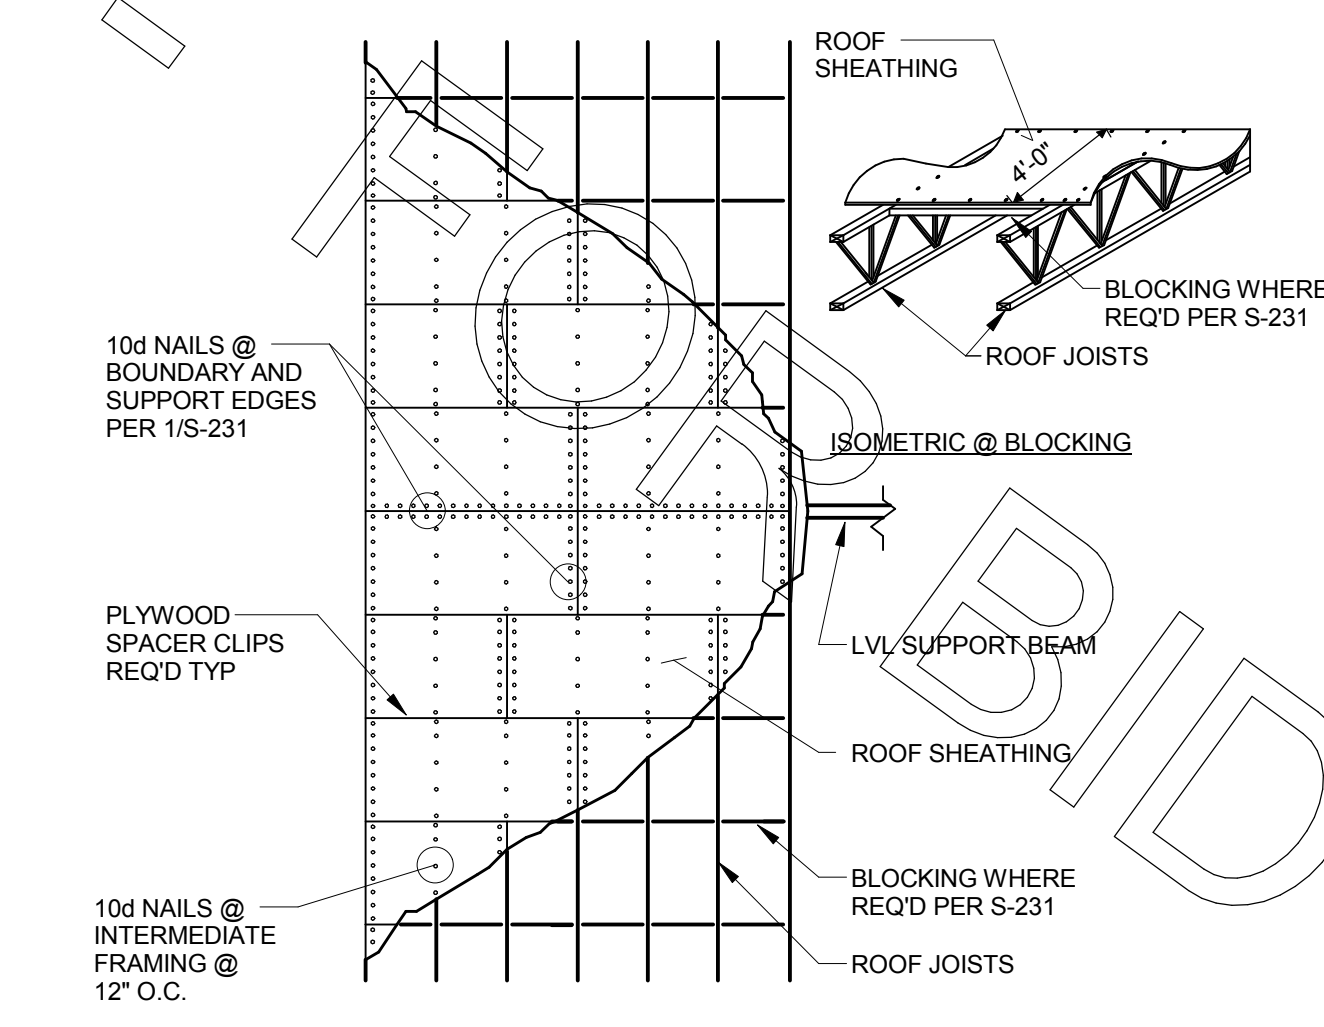 ROOF
SHEATHING
4'-0"
BLOCKING WHERE
REQ'D PER S-231
ROOF JOISTS
ISOMETRIC @ BLOCKING
10d NAILS @
BOUNDARY AND
SUPPORT EDGES
PER 1/S-231
PLYWOOD
SPACER CLIPS
REQ'D TYP
LVL SUPPORT BEAM
ROOF SHEATHING
BLOCKING WHERE
REQ'D PER S-231
ROOF JOISTS
10d NAILS @
INTERMEDIATE
FRAMING @
12" O.C.
FOR BID